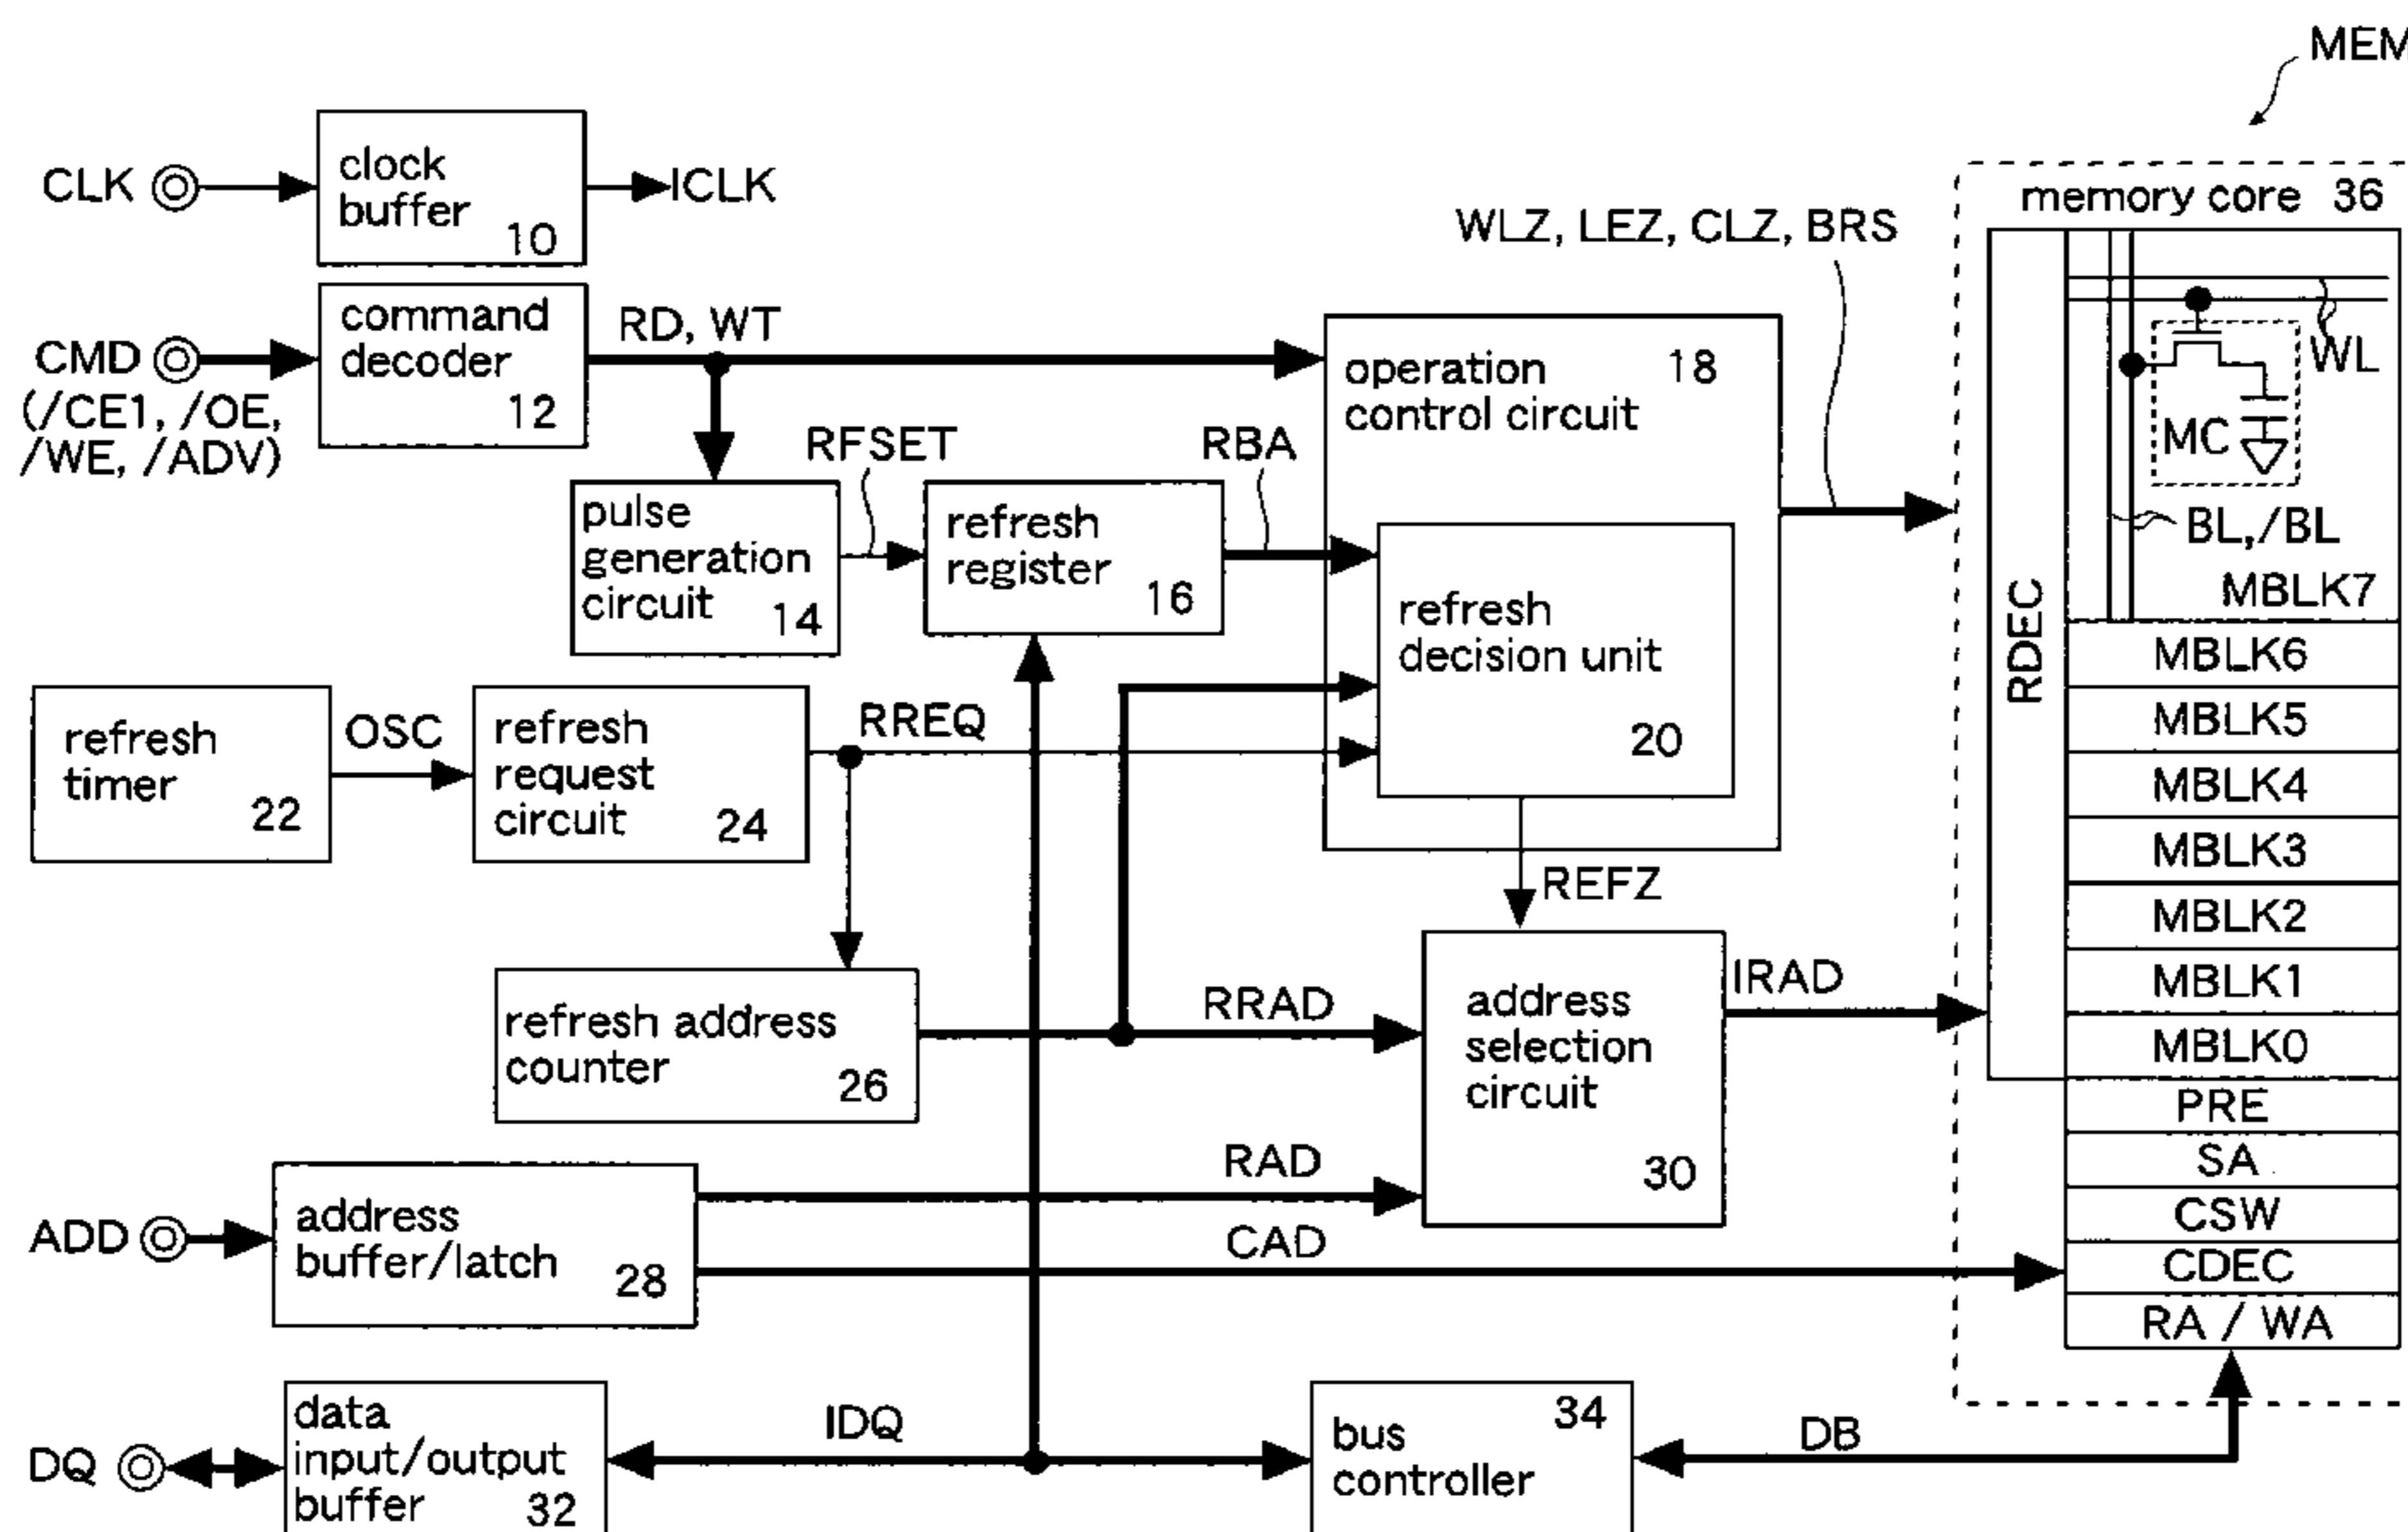 MEM
CLK
clock
buffer
10
ICLK
memory core 36
WLZ, LEZ, CLZ, BRS
CMD
(/CE1, /OE,
/WE, /ADV)
command
decoder
12
RD, WT
operation
control circuit
18
WL
MC
BL,/BL
MBLK7
RDEC
RFSET
RBA
pulse
generation
circuit
14
refresh
register
16
refresh
decision unit
20
MBLK6
MBLK5
MBLK4
MBLK3
MBLK2
MBLK1
MBLK0
PRE
SA
CSW
CDEC
RA / WA
refresh
timer
22
OSC
refresh
request
circuit
24
RREQ
REFZ
refresh address
counter
26
RRAD
address
selection
circuit
30
IRAD
ADD
address
buffer/latch
28
RAD
CAD
DQ
data
input/output
buffer
32
IDQ
bus
controller
34
DB